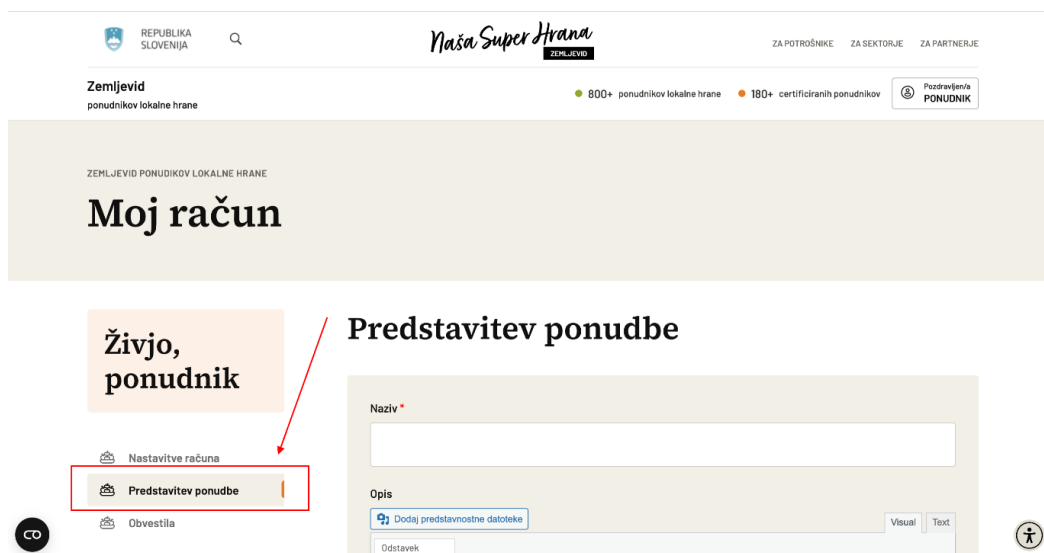 REPUBLIKA
SLOVENIJA
Naša Super Hrana
ZEMLJEVID
ZA POTROŠNIKE ZA SEKTORJE ZA PARTNERJE
Zemljevid
ponudnikov lokalne hrane
800+ ponudnikov lokalne hrane
180+ certificiranih ponudnikov
Pozdravljen/a
PONUDNIK
ZEMLJEVID PONUDIKOV LOKALNE HRANE
Moj račun
Živjo,
ponudnik
Nastavitve računa
Predstavitev ponudbe
Obvestila
Predstavitev ponudbe
Naziv *
Opis
Dodaj predstavnostne datoteke
Visual Text
Odstavek